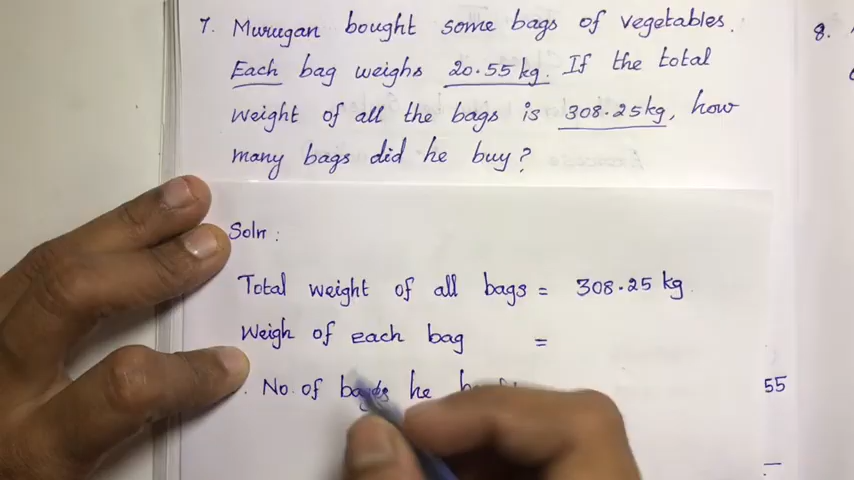 7. Murugan bought some bags of vegetables.
Each bag weighs 20.55 kg. If the total
weight of all the bags is 308.25 kg, how
many bags did he buy?
Soln :
Total weight of all bags = 308.25 kg
Weigh of each bag =
No. of bags he
55
8.